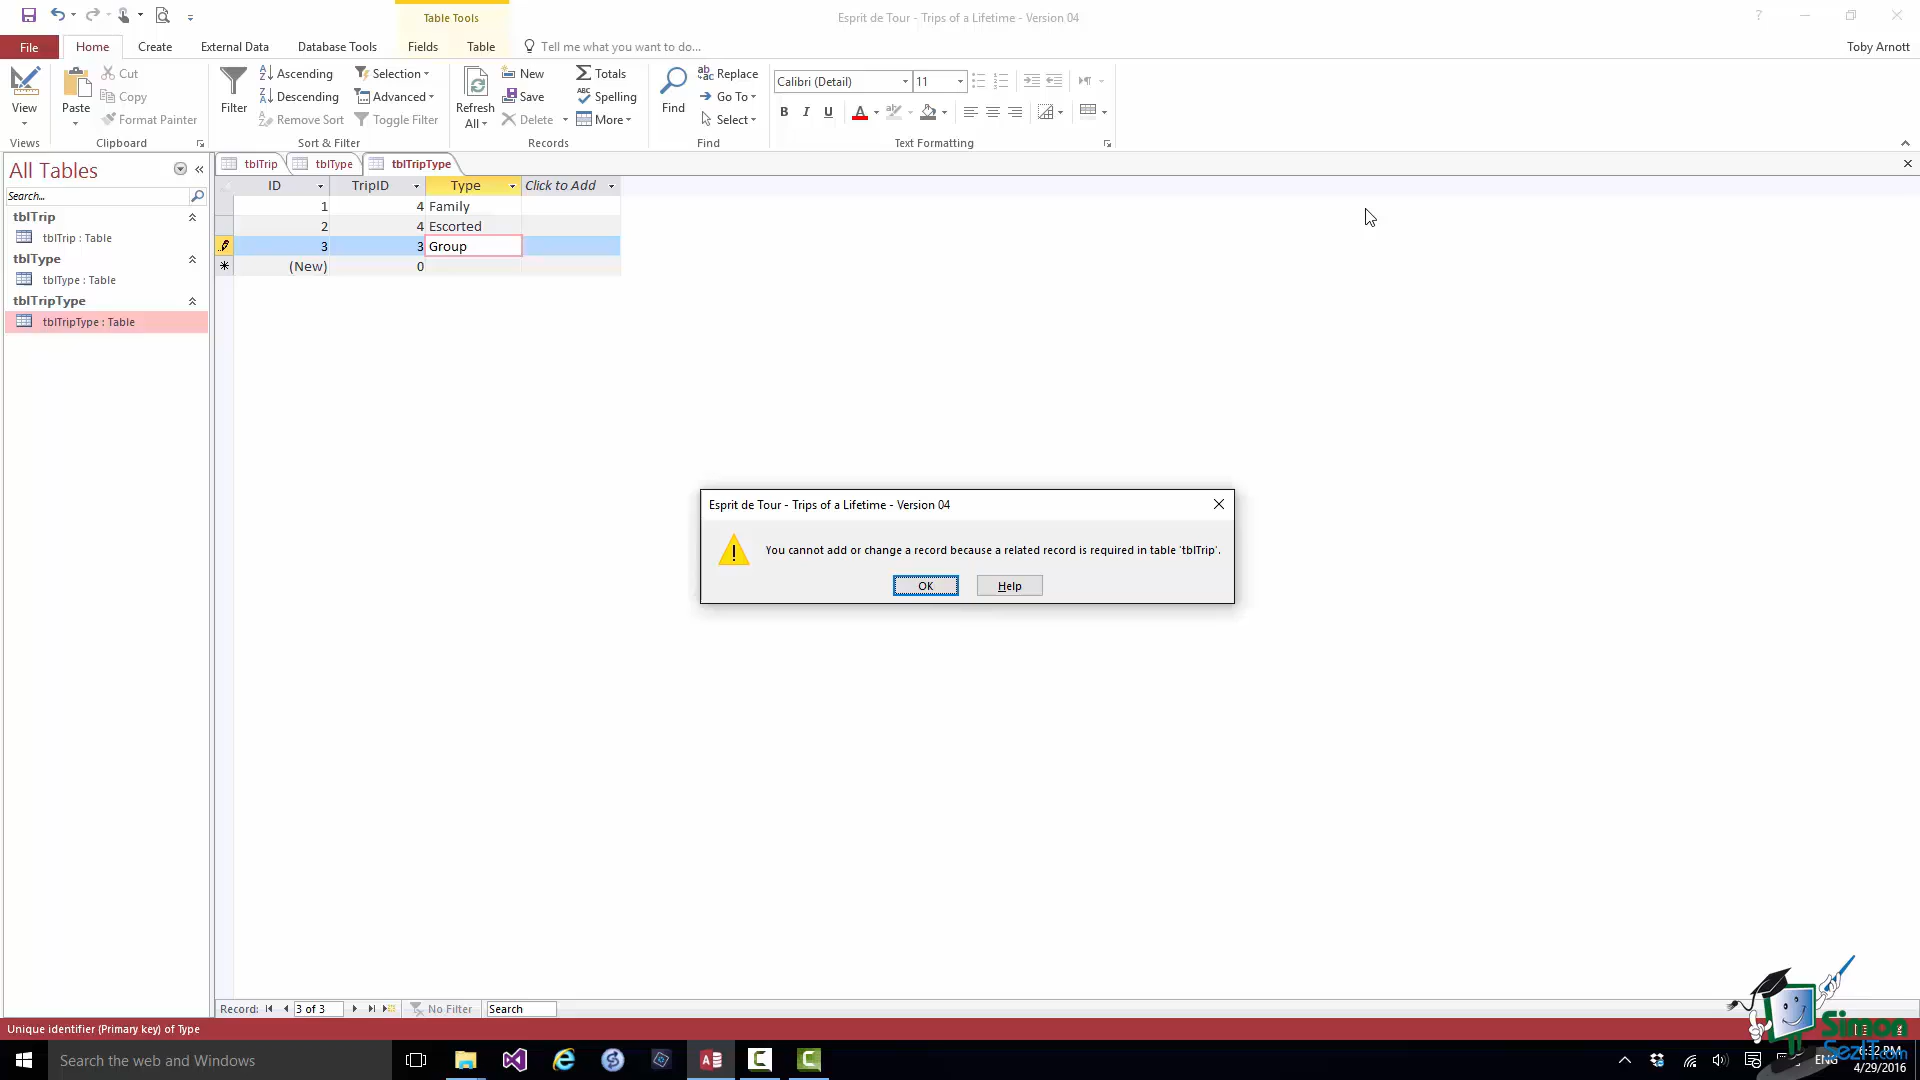 Table Tools
Esprit de Tour - Trips of a Lifetime - Version 04
File
Home
Create
External Data
Database Tools
Fields
Table
Tell me what you want to do...
Toby Arnott
View
Paste
Cut
Copy
Format Painter
Filter
Ascending
Descending
Remove Sort
Selection
Advanced
Toggle Filter
Refresh
All
New
Save
Delete
Totals
Spelling
More
Find
Replace
Go To
Select
Calibri (Detail)
11
B I U
Views
Clipboard
Sort & Filter
Records
Find
Text Formatting
All Tables
Search...
tblTrip
tblTrip : Table
tblType
tblType : Table
tblTripType
tblTripType : Table
tblTrip
tblType
tblTripType
ID TripID Type Click to Add
1 4 Family
2 4 Escorted
3 3 Group
(New) 0
Esprit de Tour - Trips of a Lifetime - Version 04
You cannot add or change a record because a related record is required in table 'tblTrip'.
OK
Help
Record: 3 of 3 No Filter Search
Unique identifier (Primary key) of Type
Search the web and Windows
ENG
4/29/2016
Simon
SezIT.com